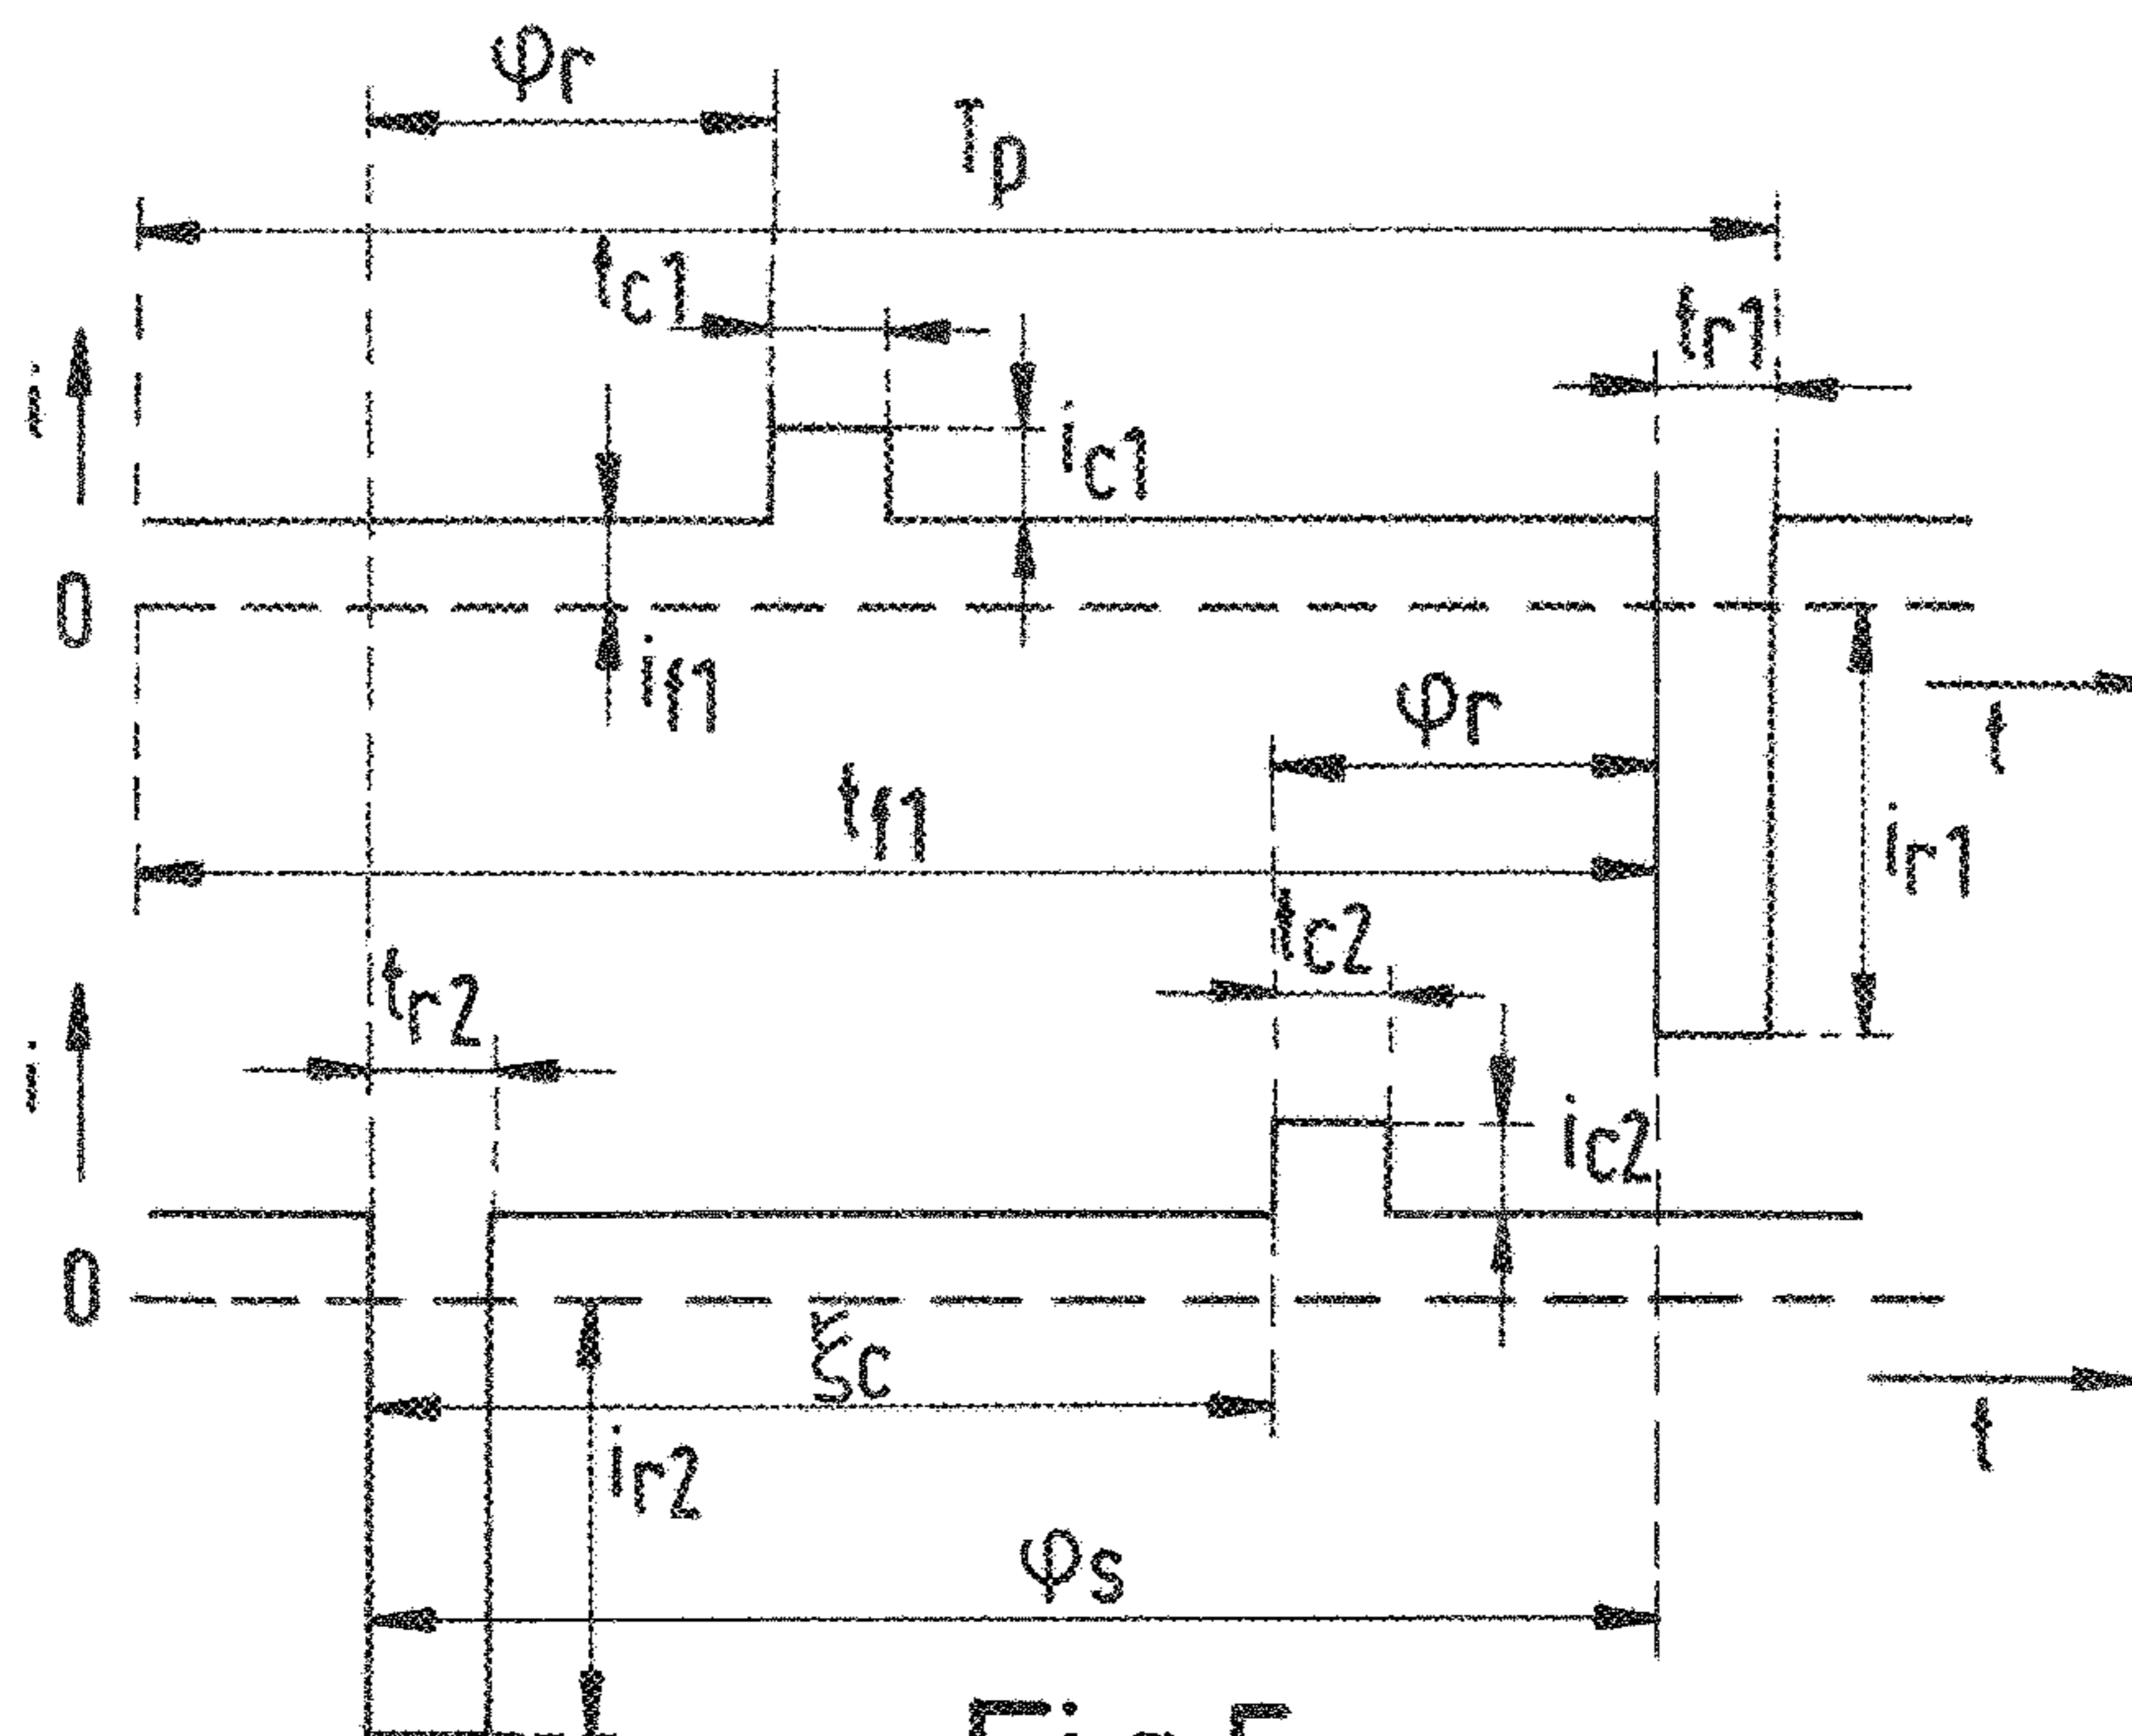 φr
Tp
tc1
tr1
i
ic1
0
if1
φr
t
tf1
ir1
tc2
tr2
i
ic2
0
ξc
t
ir2
φs